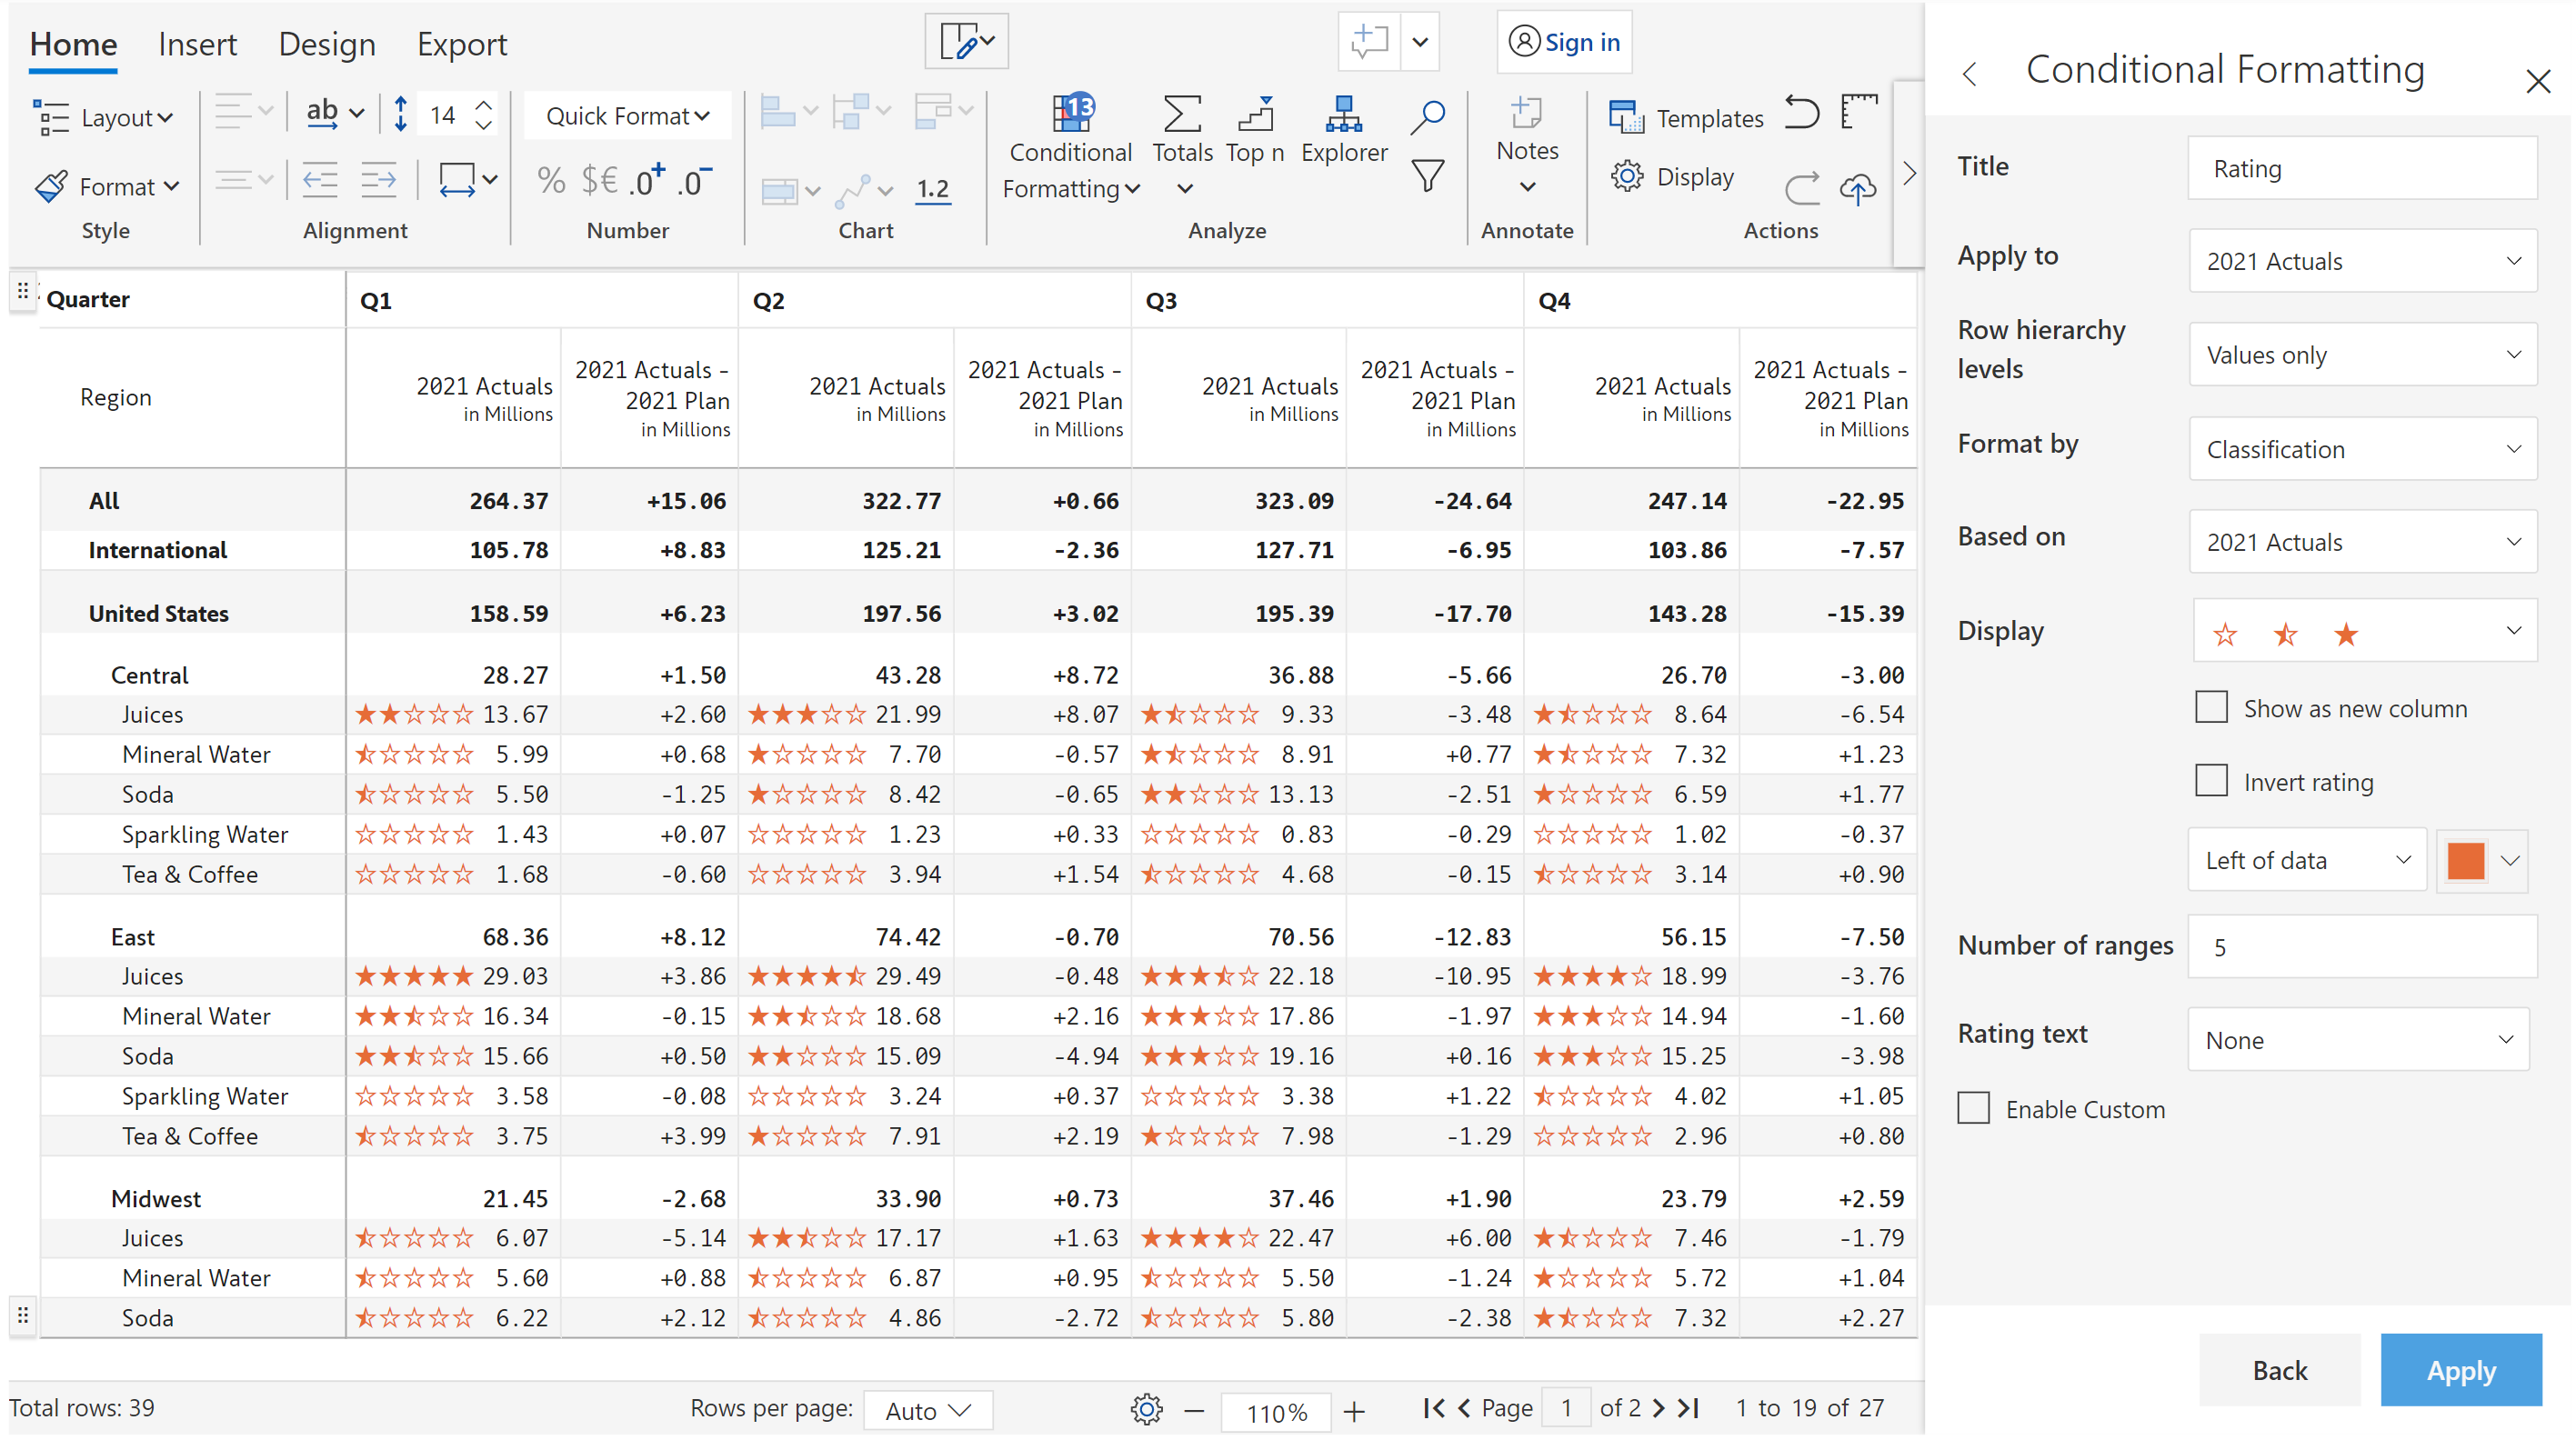 Home Insert Design Export Sign in
Layout ab 14 Quick Format 13 Conditional Formatting Totals Top n Explorer Notes Templates
Format % $€ .0+ .0- 1.2 Display
Style Alignment Number Chart Analyze Annotate Actions
Quarter Q1 Q2 Q3 Q4
Region 2021 Actuals in Millions 2021 Actuals - 2021 Plan in Millions 2021 Actuals in Millions 2021 Actuals - 2021 Plan in Millions 2021 Actuals in Millions 2021 Actuals - 2021 Plan in Millions 2021 Actuals in Millions 2021 Actuals - 2021 Plan in Millions
All 264.37 +15.06 322.77 +0.66 323.09 -24.64 247.14 -22.95
International 105.78 +8.83 125.21 -2.36 127.71 -6.95 103.86 -7.57
United States 158.59 +6.23 197.56 +3.02 195.39 -17.70 143.28 -15.39
Central 28.27 +1.50 43.28 +8.72 36.88 -5.66 26.70 -3.00
Juices 13.67 +2.60 21.99 +8.07 9.33 -3.48 8.64 -6.54
Mineral Water 5.99 +0.68 7.70 -0.57 8.91 +0.77 7.32 +1.23
Soda 5.50 -1.25 8.42 -0.65 13.13 -2.51 6.59 +1.77
Sparkling Water 1.43 +0.07 1.23 +0.33 0.83 -0.29 1.02 -0.37
Tea & Coffee 1.68 -0.60 3.94 +1.54 4.68 -0.15 3.14 +0.90
East 68.36 +8.12 74.42 -0.70 70.56 -12.83 56.15 -7.50
Juices 29.03 +3.86 29.49 -0.48 22.18 -10.95 18.99 -3.76
Mineral Water 16.34 -0.15 18.68 +2.16 17.86 -1.97 14.94 -1.60
Soda 15.66 +0.50 15.09 -4.94 19.16 +0.16 15.25 -3.98
Sparkling Water 3.58 -0.08 3.24 +0.37 3.38 +1.22 4.02 +1.05
Tea & Coffee 3.75 +3.99 7.91 +2.19 7.98 -1.29 2.96 +0.80
Midwest 21.45 -2.68 33.90 +0.73 37.46 +1.90 23.79 +2.59
Juices 6.07 -5.14 17.17 +1.63 22.47 +6.00 7.46 -1.79
Mineral Water 5.60 +0.88 6.87 +0.95 5.50 -1.24 5.72 +1.04
Soda 6.22 +2.12 4.86 -2.72 5.80 -2.38 7.32 +2.27
Total rows: 39 Rows per page: Auto 110% Page 1 of 2 1 to 19 of 27
Conditional Formatting
Title Rating
Apply to 2021 Actuals
Row hierarchy levels Values only
Format by Classification
Based on 2021 Actuals
Display
Show as new column
Invert rating
Left of data
Number of ranges 5
Rating text None
Enable Custom
Back Apply